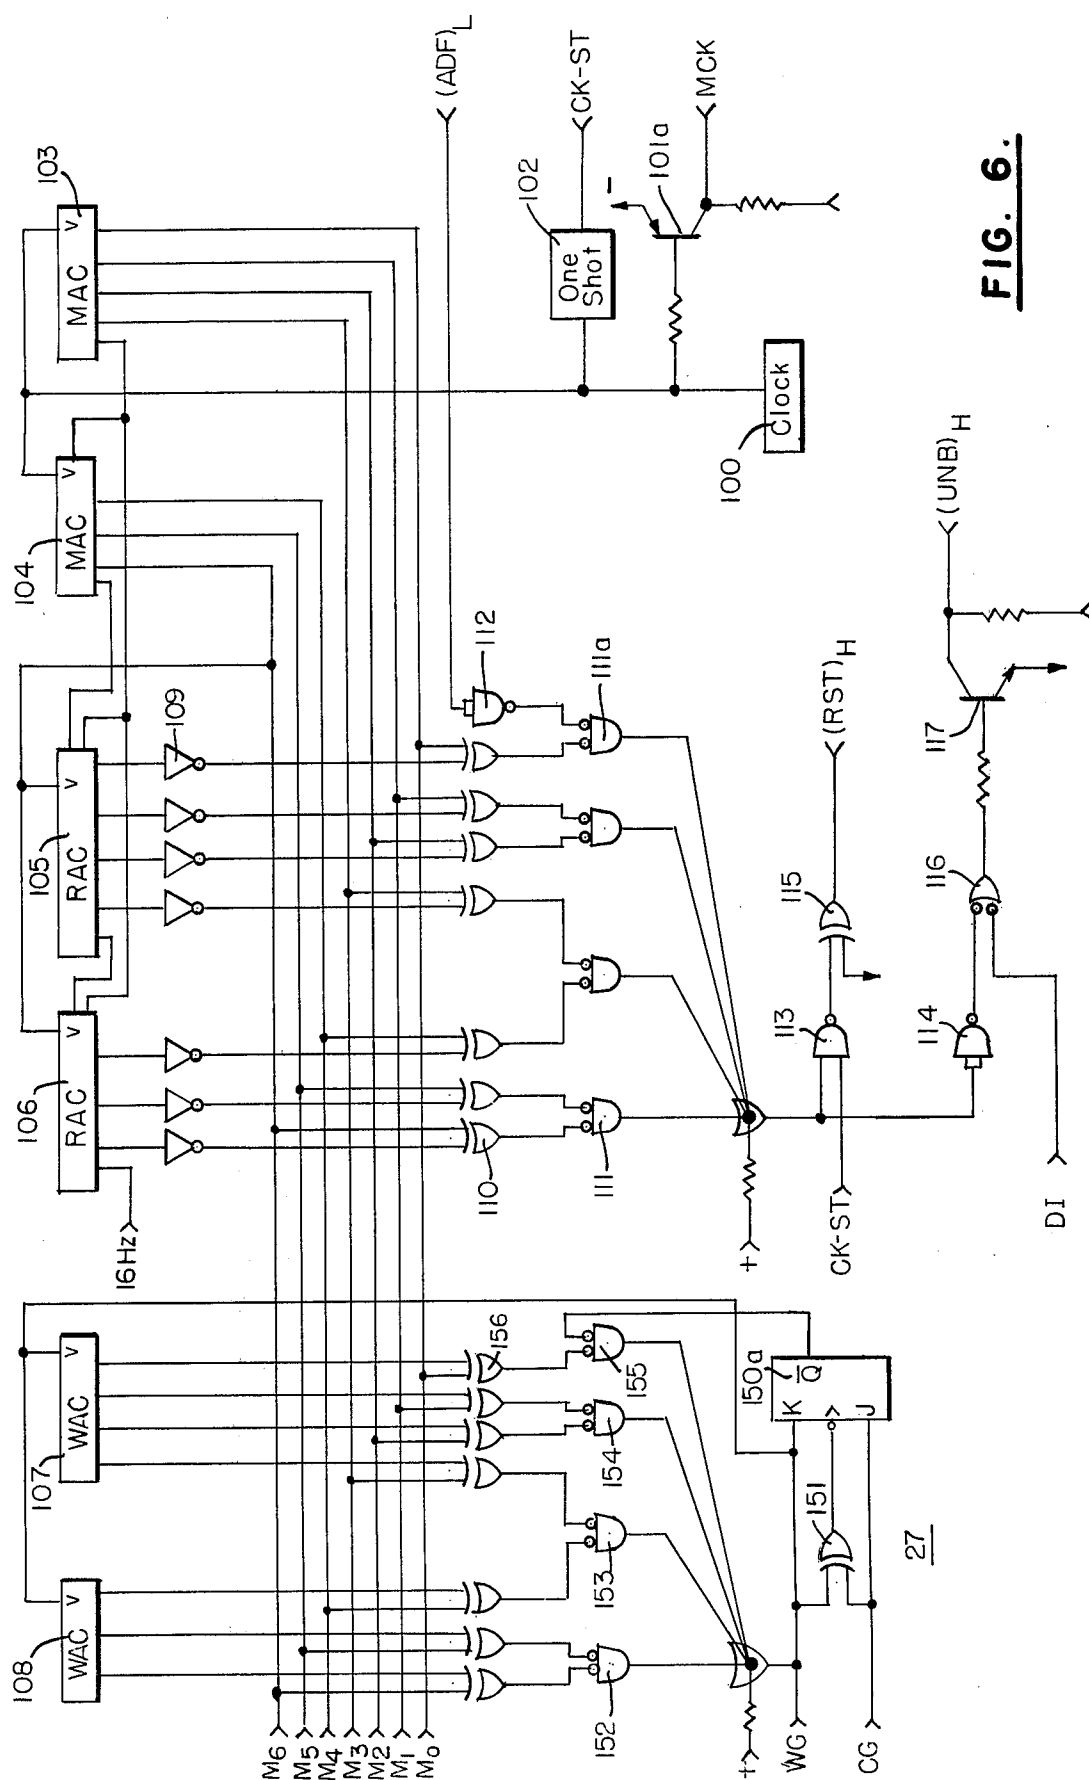 108
WAC
V
107
WAC
V
16Hz
106
RAC
V
105
RAC
V
104
MAC
V
103
MAC
V
109
M6
M5
M4
M3
M2
M1
M0
(ADF)L
156
110
112
152
153
154
155
111
111a
102
One
Shot
CK-ST
101a
–
MCK
100
Clock
+
+
WG
CG
150a
K
Q̅
>
J
151
27
CK-ST
113
115
(RST)H
DI
114
116
117
(UNB)H
FIG. 6.